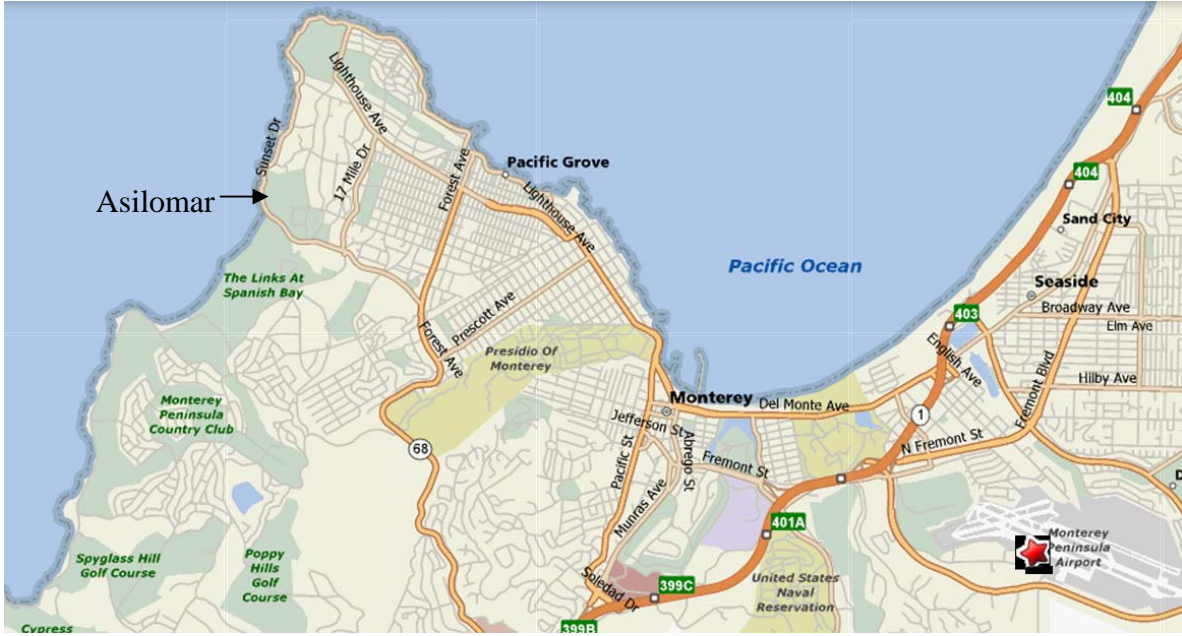 404
Lighthouse Ave
Sunset Dr
17 Mile Dr
Forest Ave
Pacific Grove
404
Asilomar
Lighthouse Ave
Sand City
Pacific Ocean
The Links At
Spanish Bay
Seaside
Broadway Ave
403
Elm Ave
Prescott Ave
Forest Ave
English Ave
Presidio Of
Monterey
Hilby Ave
Fremont Blvd
Monterey
Peninsula
Country Club
Monterey
Del Monte Ave
1
Jefferson St
N Fremont St
68
Pacific St
Abrego St
Fremont St
Munras Ave
D
401A
Monterey
Peninsula
Airport
Spyglass Hill
Golf Course
Poppy
Hills
Golf
Course
Soledad Dr
399C
United States
Naval
Reservation
399B
Cypress